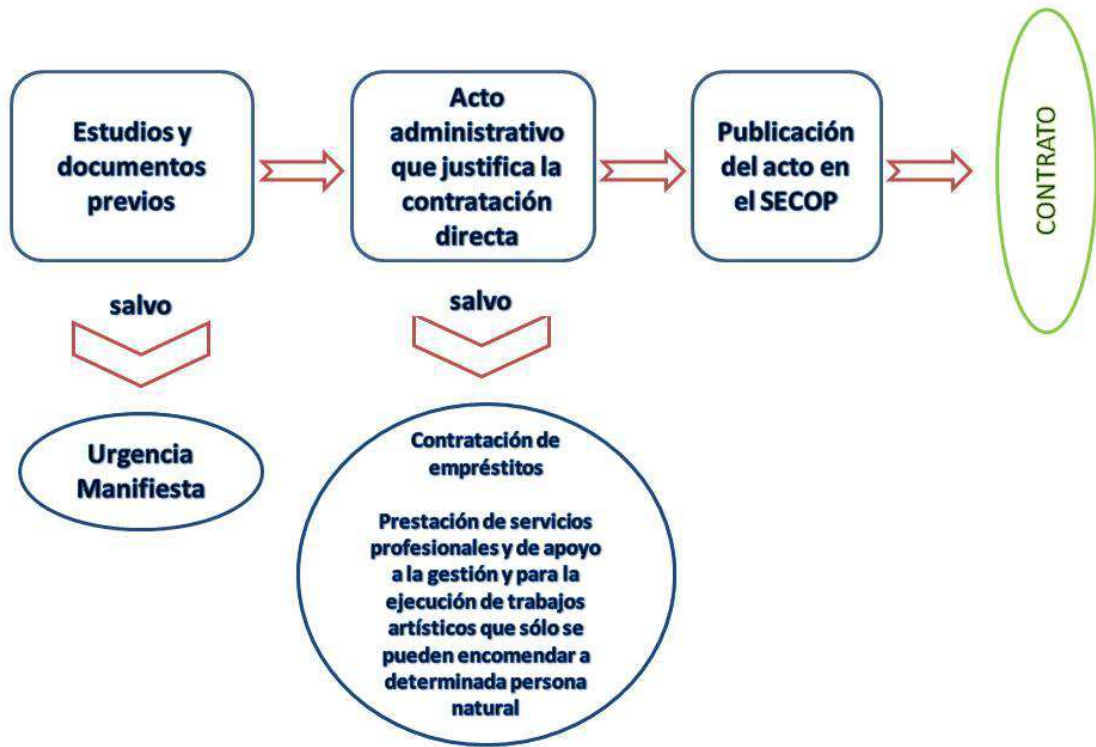 Estudios y
documentos
previos
Acto
administrativo
que justifica la
contratación
directa
Publicación
del acto en
el SECOP
CONTRATO
salvo
salvo
Urgencia
Manifiesta
Contratación de
empréstitos
Prestación de servicios
profesionales y de apoyo
a la gestión y para la
ejecución de trabajos
artísticos que sólo se
pueden encomendar a
determinada persona
natural